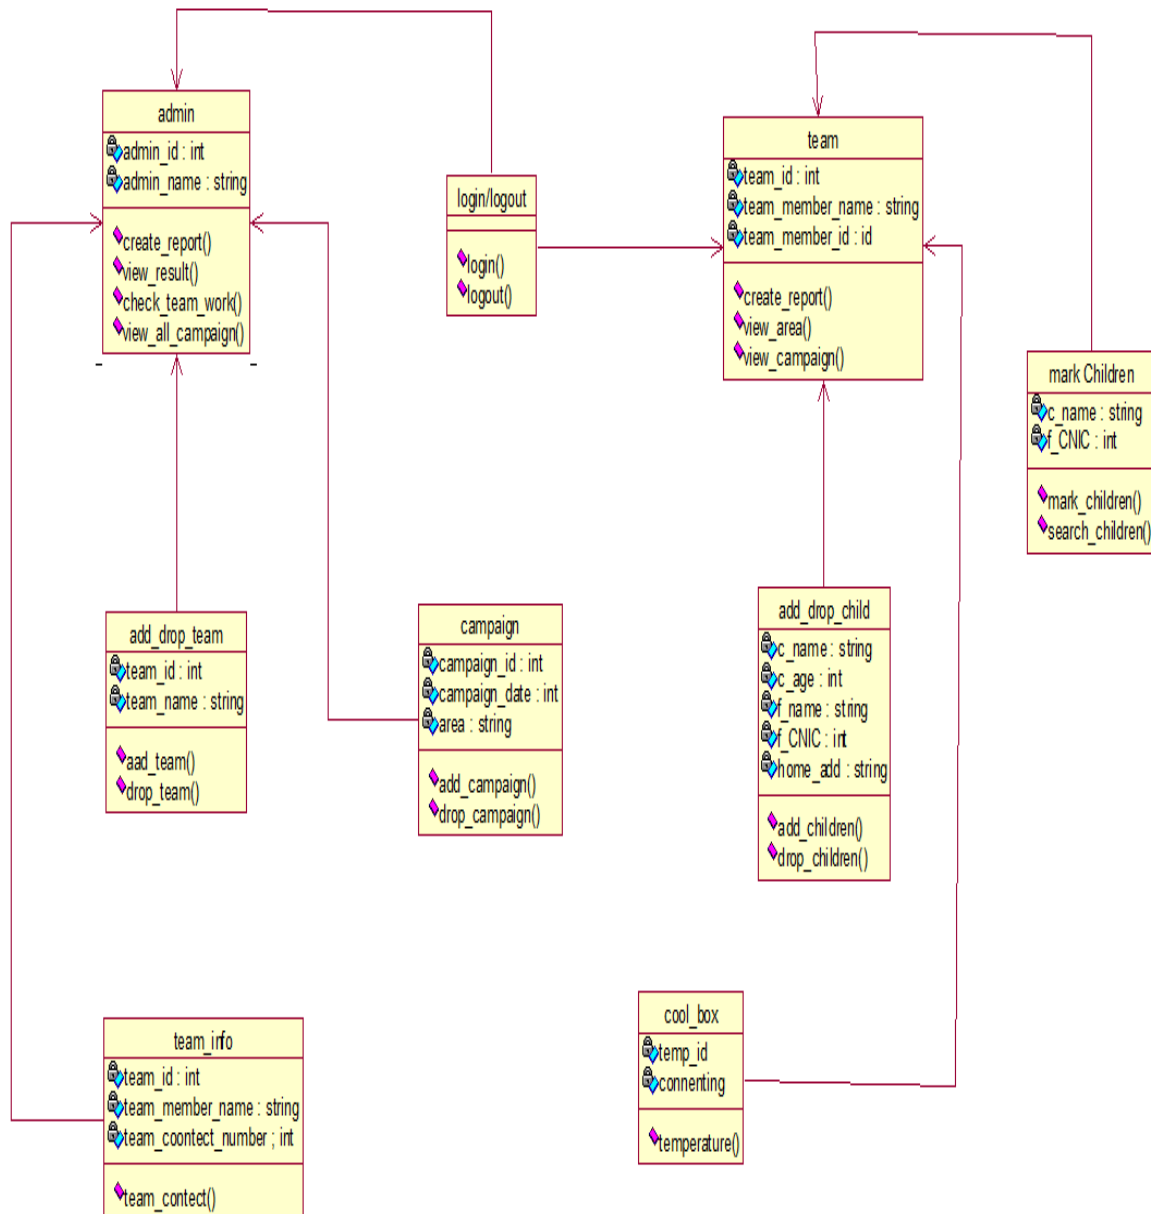 admin
admin_id : int
admin_name : string
create_report()
view_result()
check_team_work()
view_all_campaign()
login/logout
login()
logout()
team
team_id : int
team_member_name : string
team_member_id : id
create_report()
view_area()
view_campaign()
mark Children
c_name : string
f_CNIC : int
mark_children()
search_children()
add_drop_team
team_id : int
team_name : string
aad_team()
drop_team()
campaign
campaign_id : int
campaign_date : int
area : string
add_campaign()
drop_campaign()
add_drop_child
c_name : string
c_age : int
f_name : string
f_CNIC : int
home_add : string
add_children()
drop_children()
team_info
team_id : int
team_member_name : string
team_coontect_number ; int
team_contect()
cool_box
temp_id
connenting
temperature()